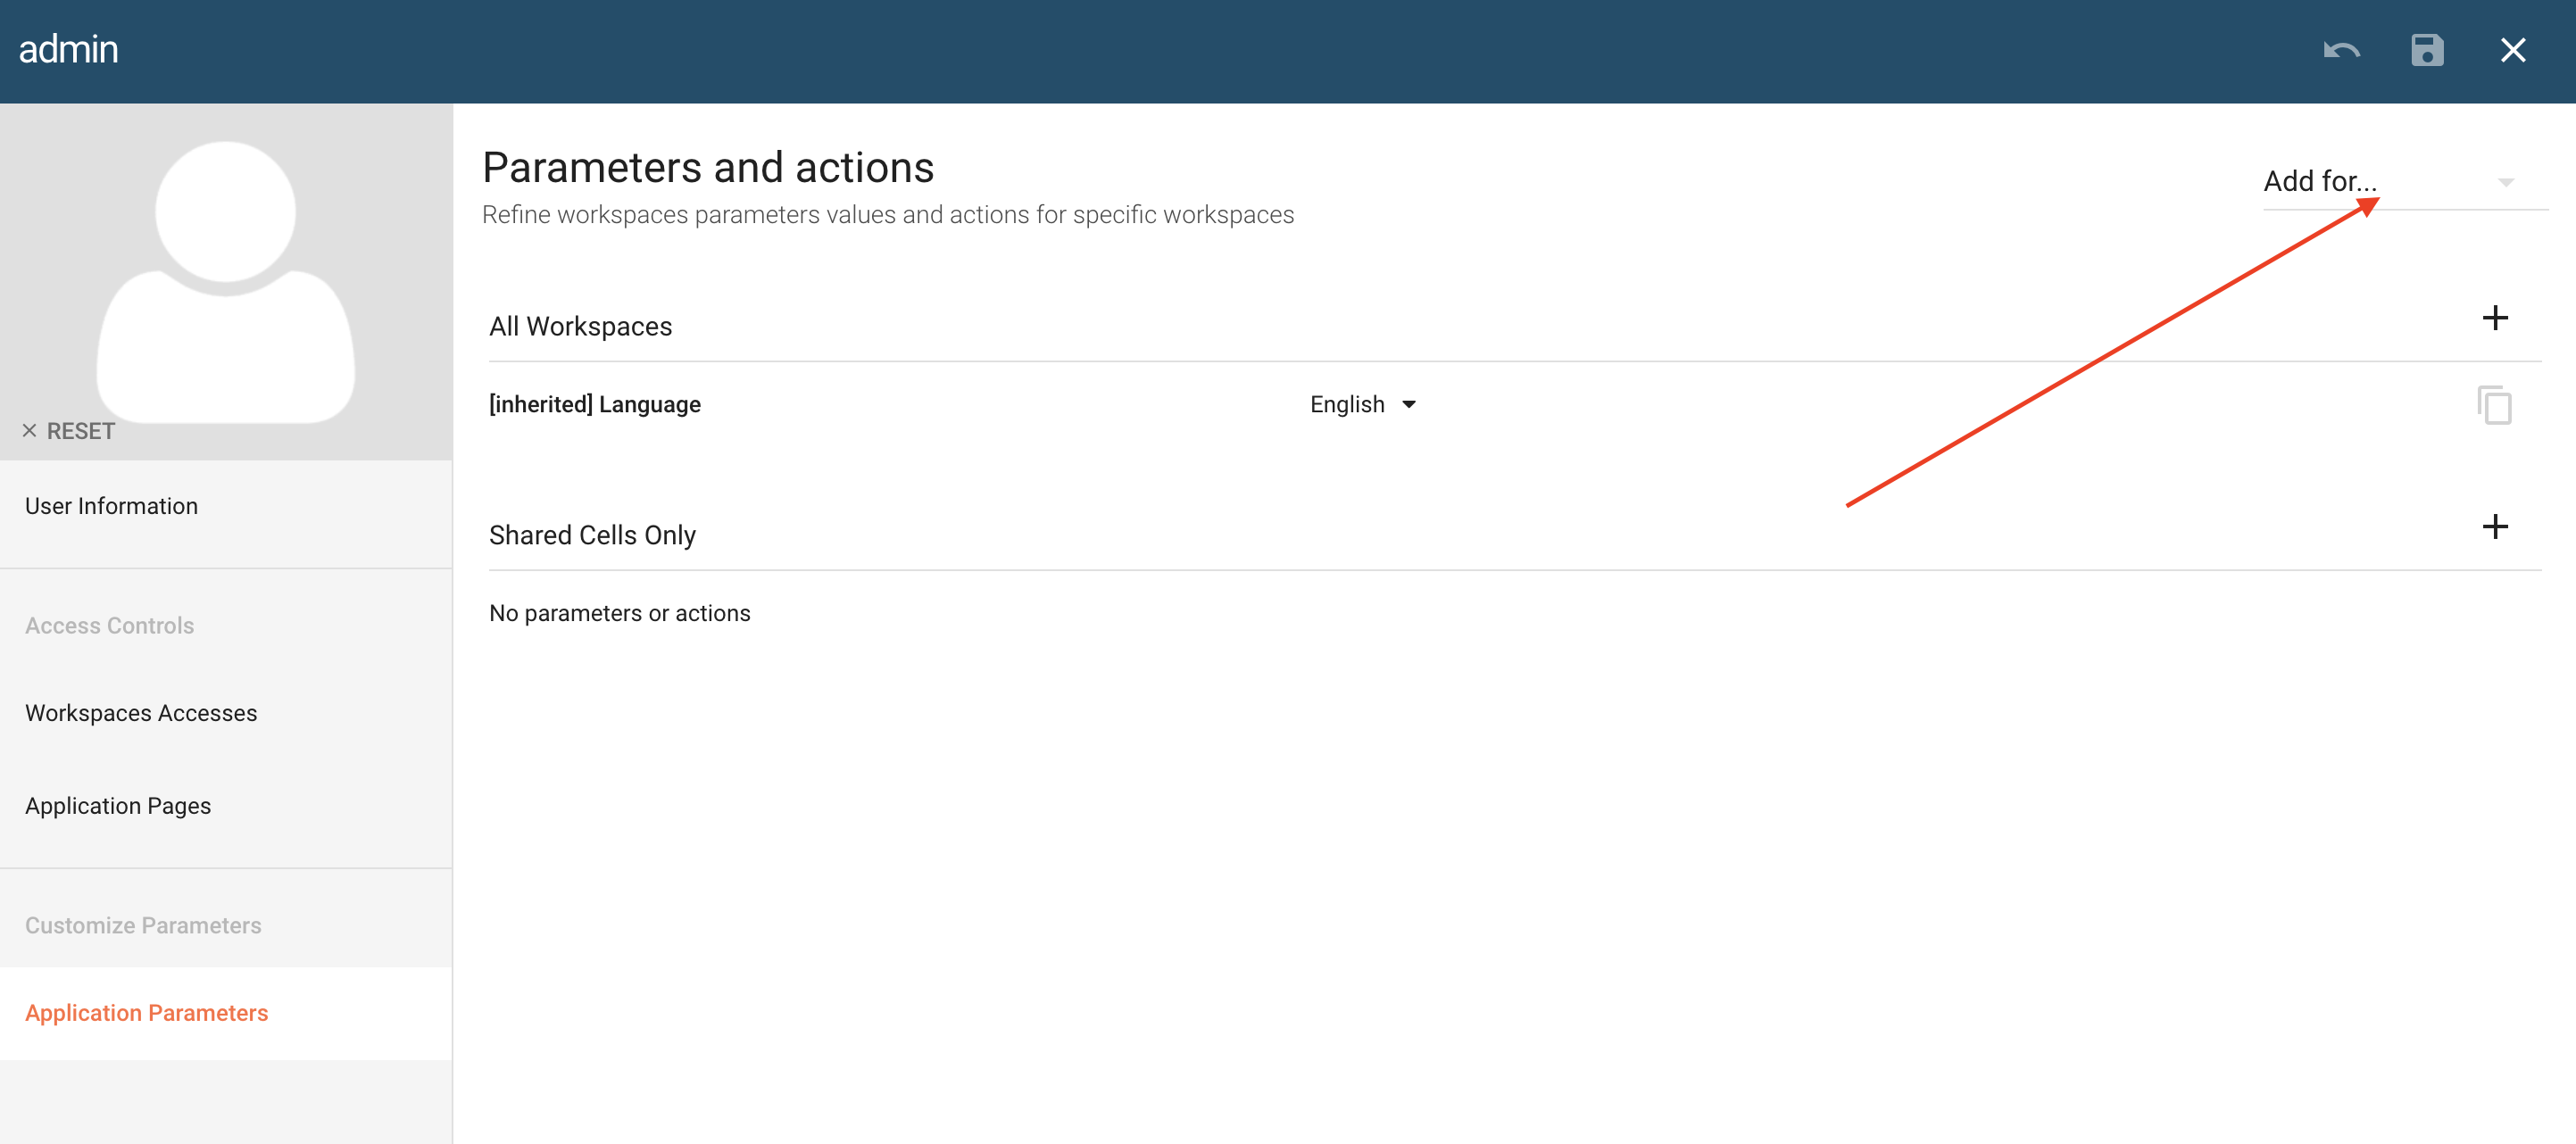 admin
Parameters and actions
Add for...
Refine workspaces parameters values and actions for specific workspaces
All Workspaces
[inherited] Language
English
RESET
User Information
Shared Cells Only
No parameters or actions
Access Controls
Workspaces Accesses
Application Pages
Customize Parameters
Application Parameters